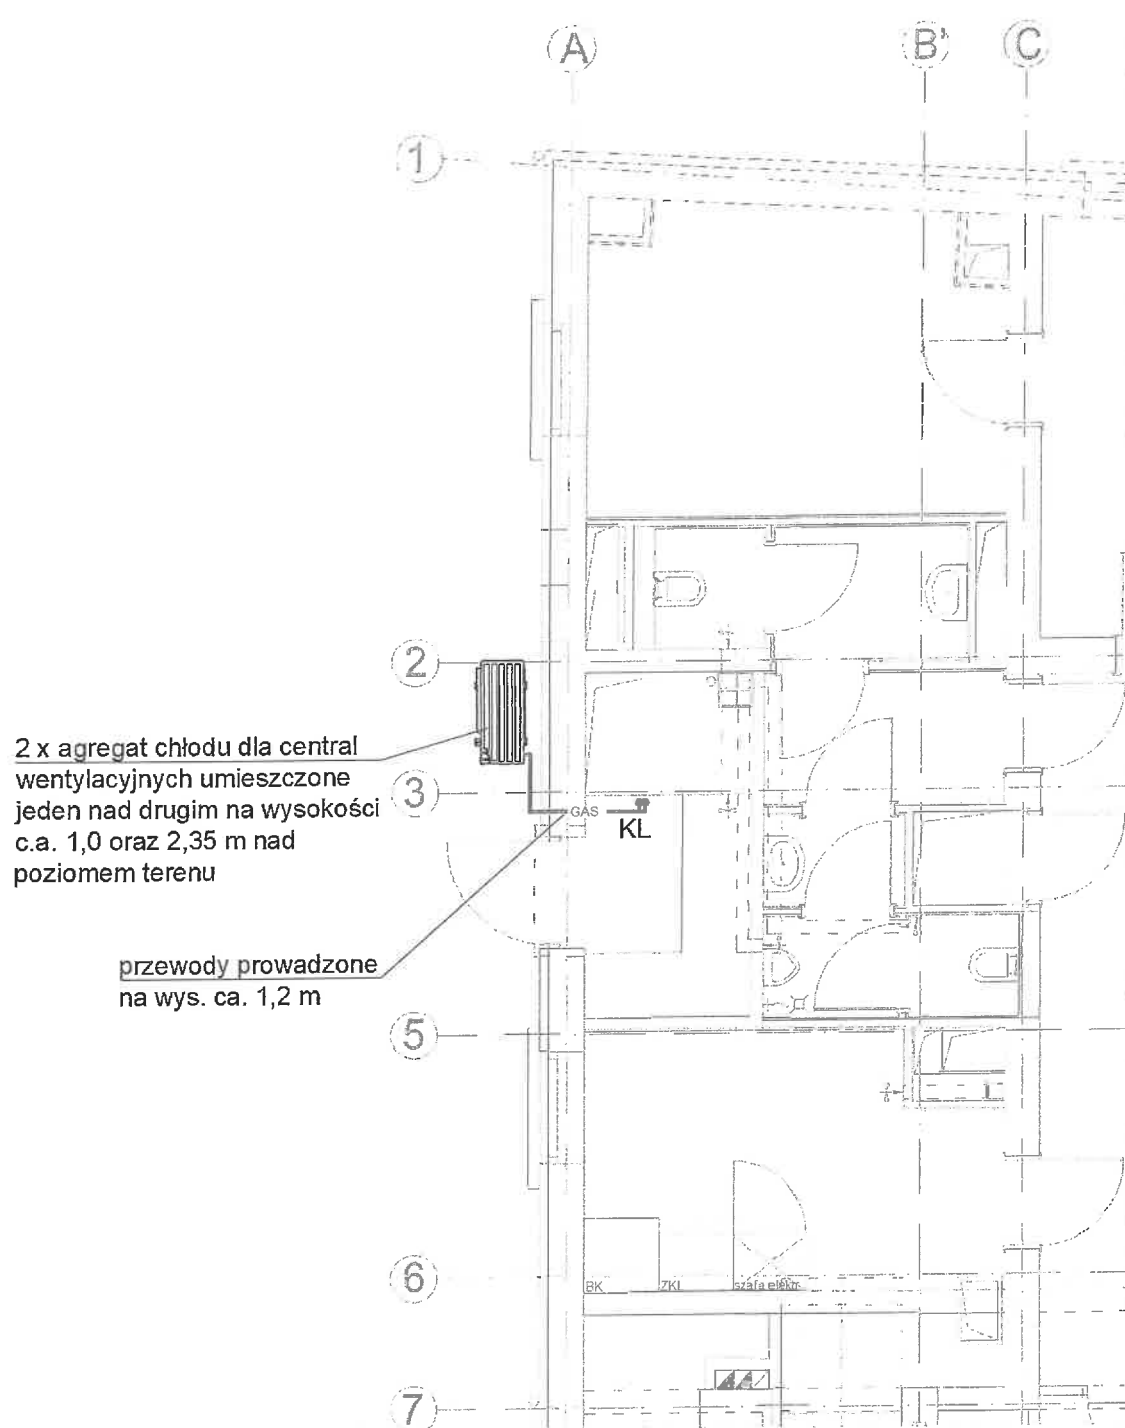 A
B'
C
1
2
2 x agregat chłodu dla central
wentylacyjnych umieszczone
jeden nad drugim na wysokości
c.a. 1,0 oraz 2,35 m nad
poziomem terenu
3
GAS
KL
przewody prowadzone
na wys. ca. 1,2 m
5
6
BK
ZKL
szafa elektr.
7